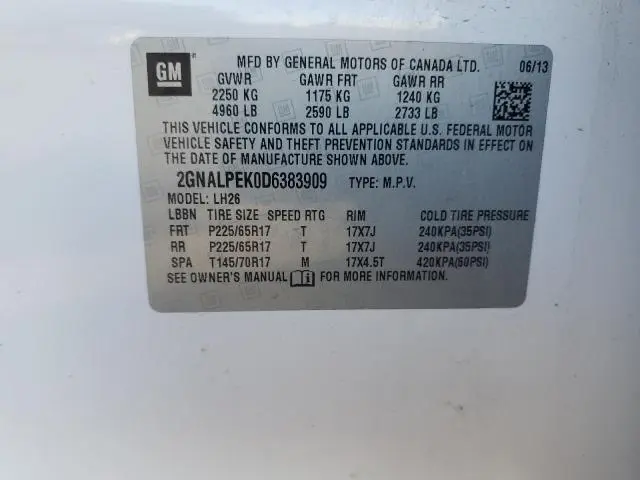 GM
MFD BY GENERAL MOTORS OF CANADA LTD. 06/13
GVWR GAWR FRT GAWR RR
2250 KG 1175 KG 1240 KG
4960 LB 2590 LB 2733 LB
THIS VEHICLE CONFORMS TO ALL APPLICABLE U.S. FEDERAL MOTOR
VEHICLE SAFETY AND THEFT PREVENTION STANDARDS IN EFFECT ON
THE DATE OF MANUFACTURE SHOWN ABOVE.
2GNALPEK0D6383909 TYPE: M.P.V.
MODEL: LH26
LBBN TIRE SIZE SPEED RTG RIM COLD TIRE PRESSURE
FRT P225/65R17 T 17X7J 240KPA(35PSI)
RR P225/65R17 T 17X7J 240KPA(35PSI)
SPA T145/70R17 M 17X4.5T 420KPA(60PSI)
SEE OWNER'S MANUAL FOR MORE INFORMATION.